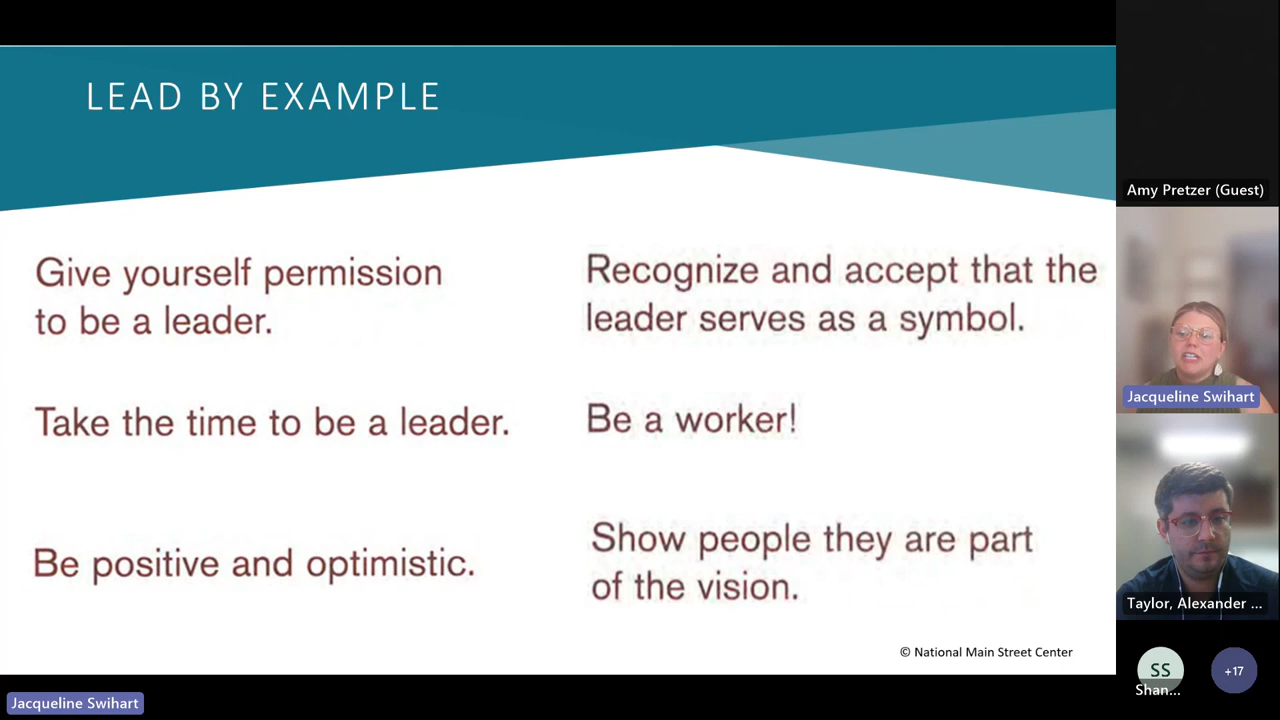 LEAD BY EXAMPLE
Give yourself permission
to be a leader.
Take the time to be a leader.
Be positive and optimistic.
Recognize and accept that the
leader serves as a symbol.
Be a worker!
Show people they are part
of the vision.
© National Main Street Center
Jacqueline Swihart
Amy Pretzer (Guest)
Jacqueline Swihart
Taylor, Alexander ...
SS
Shan...
+17